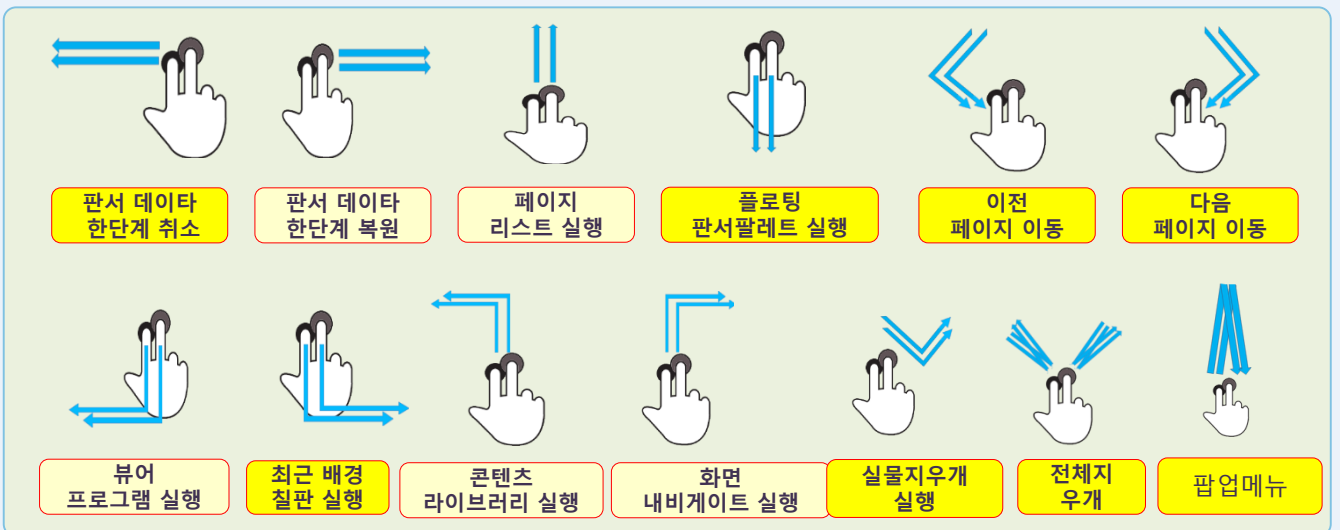 판서 데이타
한단계 취소
판서 데이타
한단계 복원
페이지
리스트 실행
플로팅
판서팔레트 실행
이전
페이지 이동
다음
페이지 이동
뷰어
프로그램 실행
최근 배경
칠판 실행
콘텐츠
라이브러리 실행
화면
내비게이트 실행
실물지우개
실행
전체지
우개
팝업메뉴